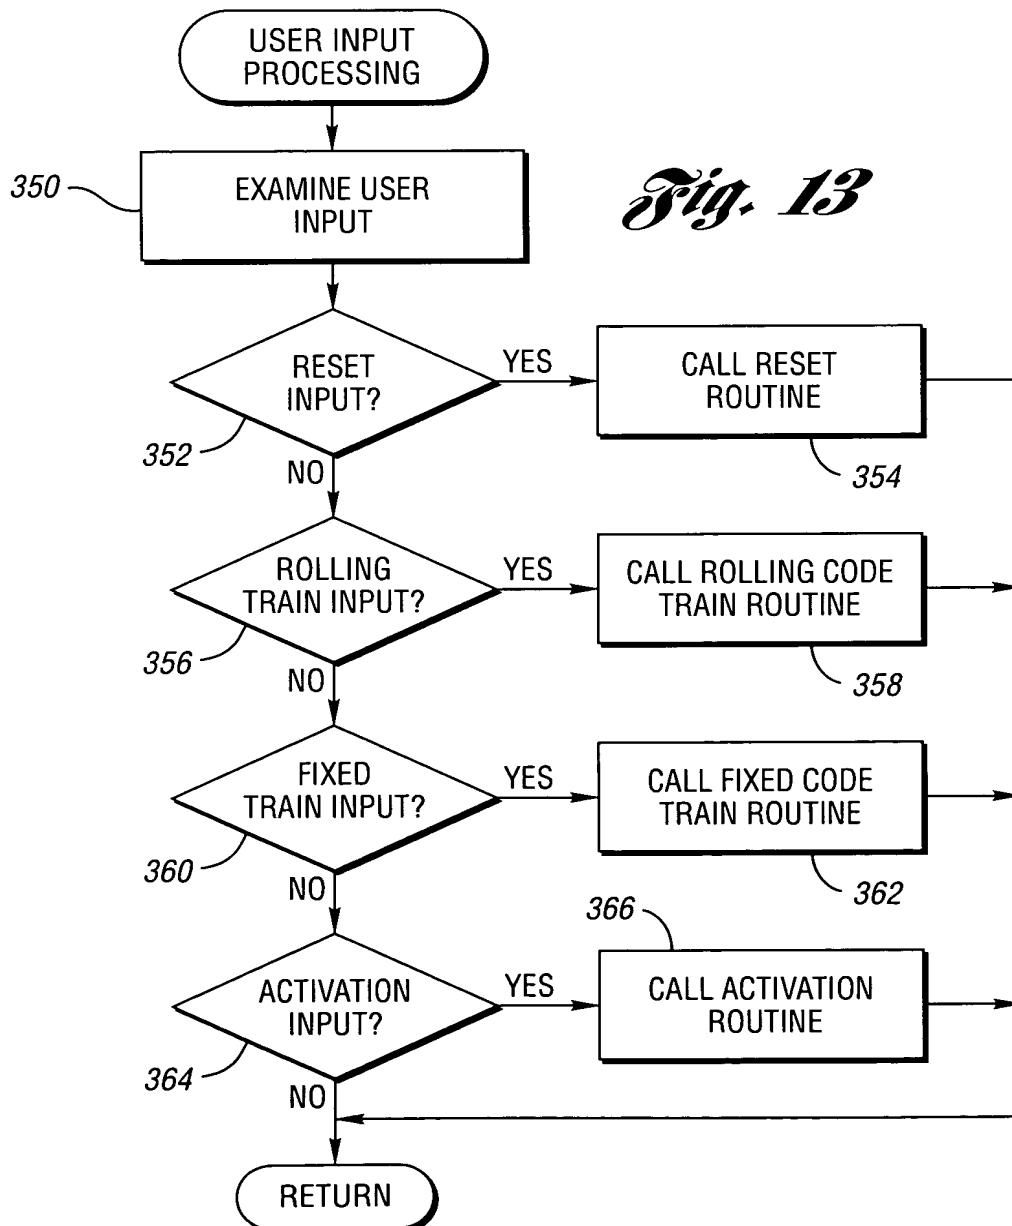 USER INPUT
PROCESSING
350
EXAMINE USER
INPUT
Fig. 13
RESET
INPUT?
YES
CALL RESET
ROUTINE
352
354
NO
ROLLING
TRAIN INPUT?
YES
CALL ROLLING CODE
TRAIN ROUTINE
356
358
NO
FIXED
TRAIN INPUT?
YES
CALL FIXED CODE
TRAIN ROUTINE
360
362
NO
366
ACTIVATION
INPUT?
YES
CALL ACTIVATION
ROUTINE
364
NO
RETURN